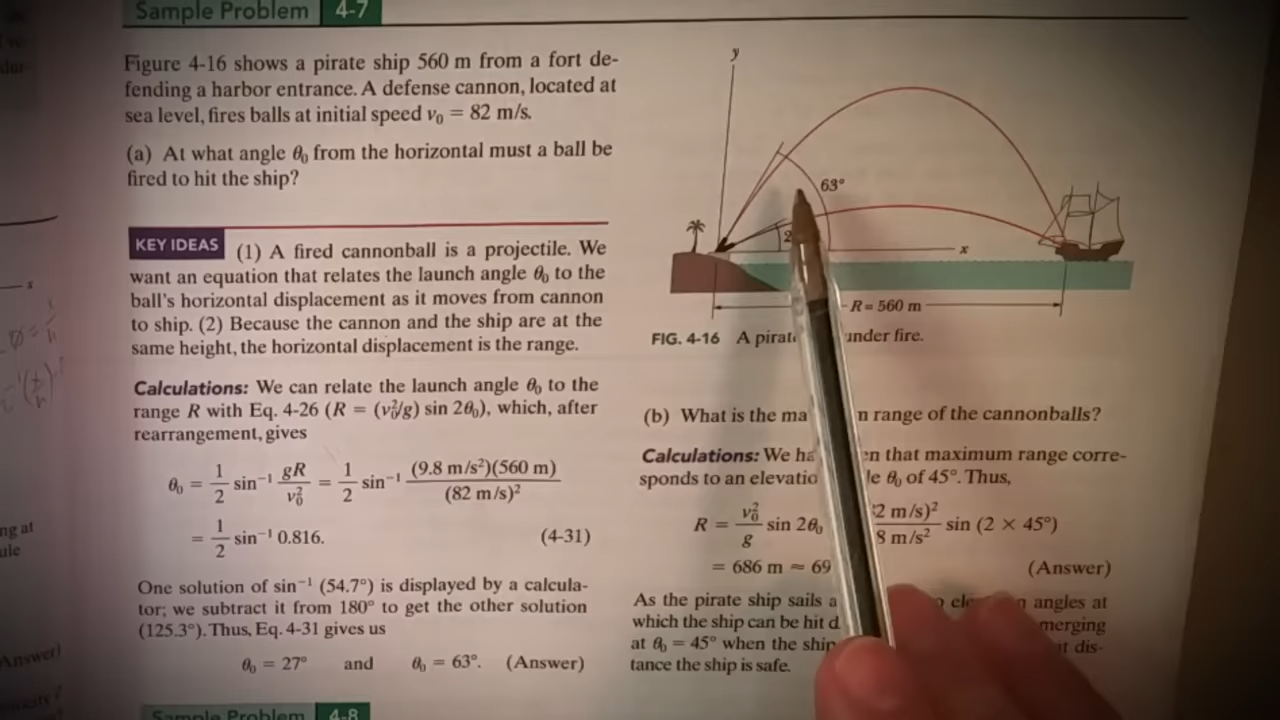 Sample Problem 4-7
Figure 4-16 shows a pirate ship 560 m from a fort de-
fending a harbor entrance. A defense cannon, located at
sea level, fires balls at initial speed v₀ = 82 m/s.
(a) At what angle θ₀ from the horizontal must a ball be
fired to hit the ship?
KEY IDEAS (1) A fired cannonball is a projectile. We
want an equation that relates the launch angle θ₀ to the
ball's horizontal displacement as it moves from cannon
to ship. (2) Because the cannon and the ship are at the
same height, the horizontal displacement is the range.
Calculations: We can relate the launch angle θ₀ to the
range R with Eq. 4-26 (R = (v₀²/g) sin 2θ₀), which, after
rearrangement, gives
θ₀ = 1/2 sin⁻¹ gR/v₀² = 1/2 sin⁻¹ (9.8 m/s²)(560 m)/(82 m/s)²
= 1/2 sin⁻¹ 0.816. (4-31)
One solution of sin⁻¹ (54.7°) is displayed by a calcula-
tor; we subtract it from 180° to get the other solution
(125.3°). Thus, Eq. 4-31 gives us
θ₀ = 27° and θ₀ = 63°. (Answer)
Sample Problem 4-8
y
63°
x
R = 560 m
FIG. 4-16 A under fire.
(b) What is the range of the cannonballs?
Calculations: We that maximum range corre-
sponds to an θ₀ of 45°. Thus,
R = v₀²/g sin 2θ₀ m/s)²/ m/s² sin (2 × 45°)
= 686 m ≈ (Answer)
As the pirate ship sails angles at
which the ship can be hit merging
at θ₀ = 45° when the ship dis-
tance the ship is safe.
ng at
ule
Answer)